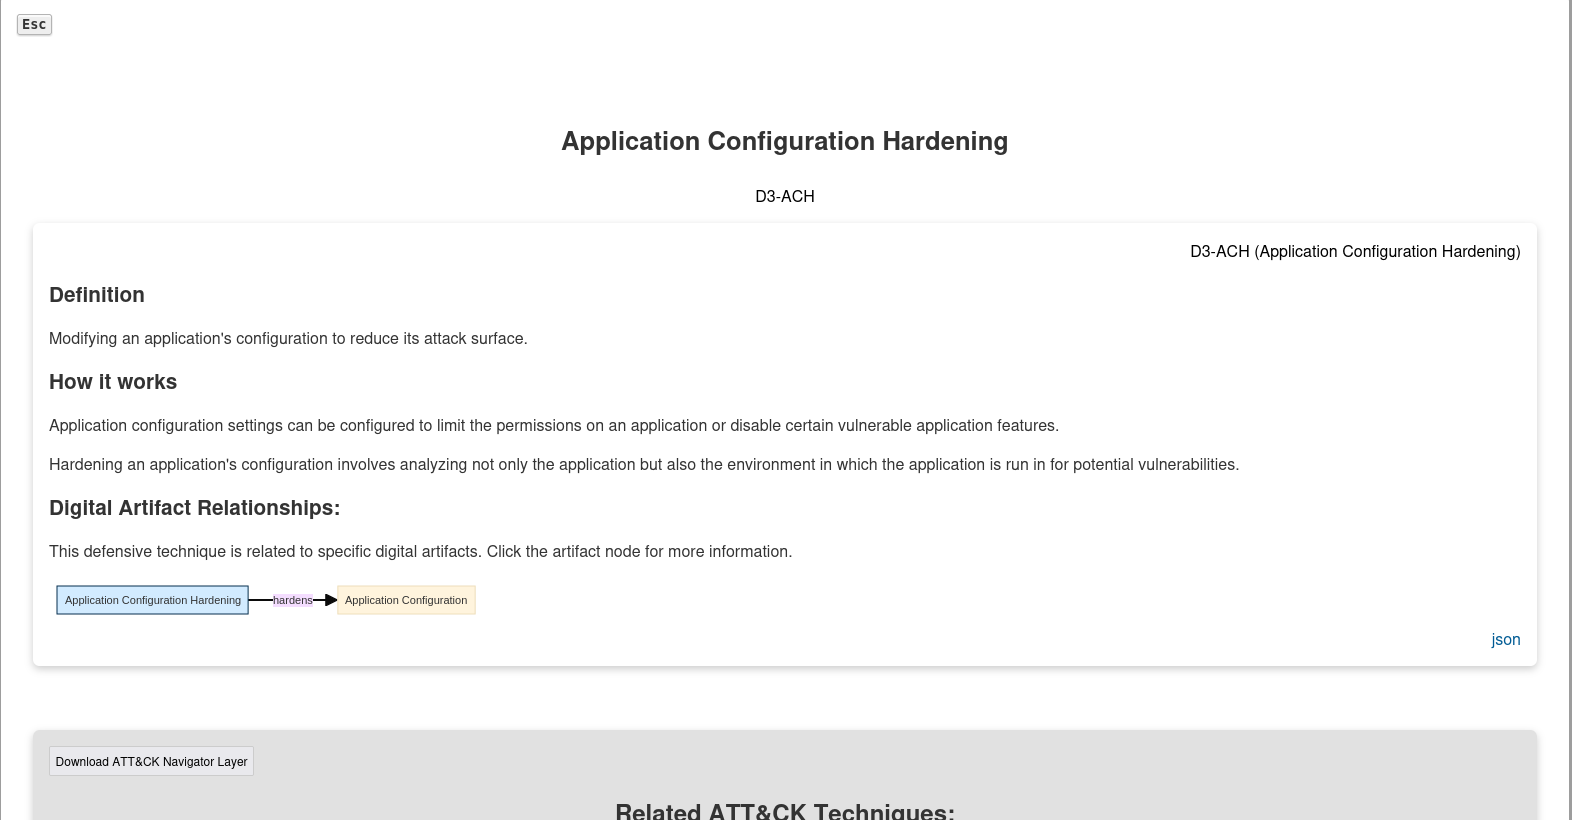 Esc
Application Configuration Hardening
D3-ACH
D3-ACH (Application Configuration Hardening)
Definition
Modifying an application's configuration to reduce its attack surface.
How it works
Application configuration settings can be configured to limit the permissions on an application or disable certain vulnerable application features.
Hardening an application's configuration involves analyzing not only the application but also the environment in which the application is run in for potential vulnerabilities.
Digital Artifact Relationships:
This defensive technique is related to specific digital artifacts. Click the artifact node for more information.
Application Configuration Hardening hardens Application Configuration
json
Download ATT&CK Navigator Layer
Related ATT&CK Techniques: